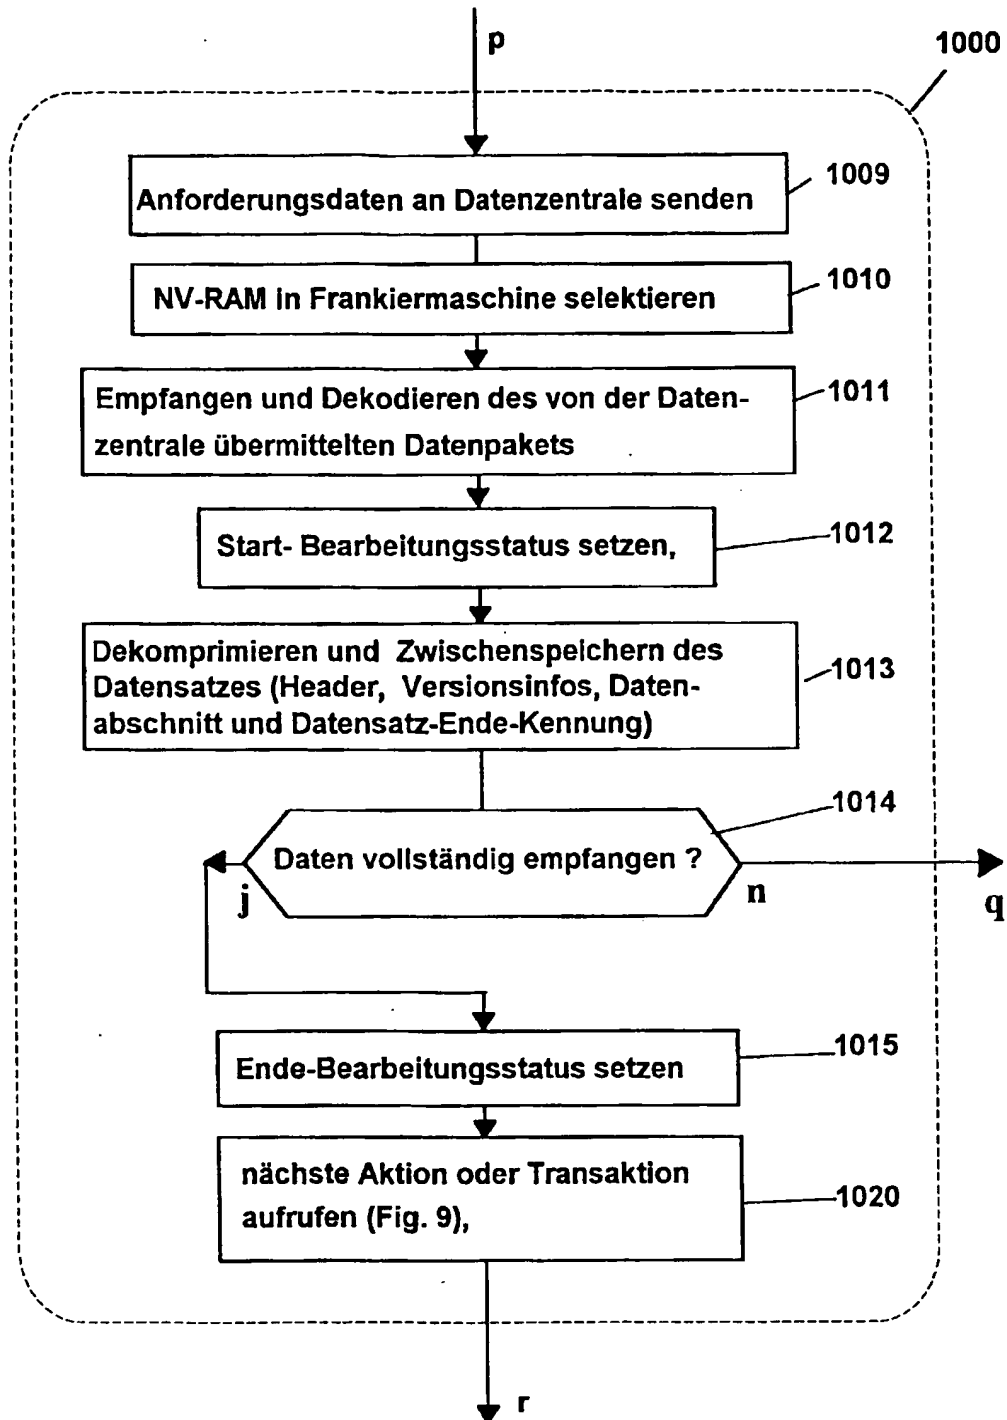 p
1000
Anforderungsdaten an Datenzentrale senden
1009
NV-RAM in Frankiermaschine selektieren
1010
Empfangen und Dekodieren des von der Daten-
zentrale übermittelten Datenpakets
1011
Start- Bearbeitungsstatus setzen,
1012
Dekomprimieren und Zwischenspeichern des
Datensatzes (Header, Versionsinfos, Daten-
abschnitt und Datensatz-Ende-Kennung)
1013
1014
Daten vollständig empfangen ?
j
n
q
Ende-Bearbeitungsstatus setzen
1015
nächste Aktion oder Transaktion
aufrufen (Fig. 9),
1020
r